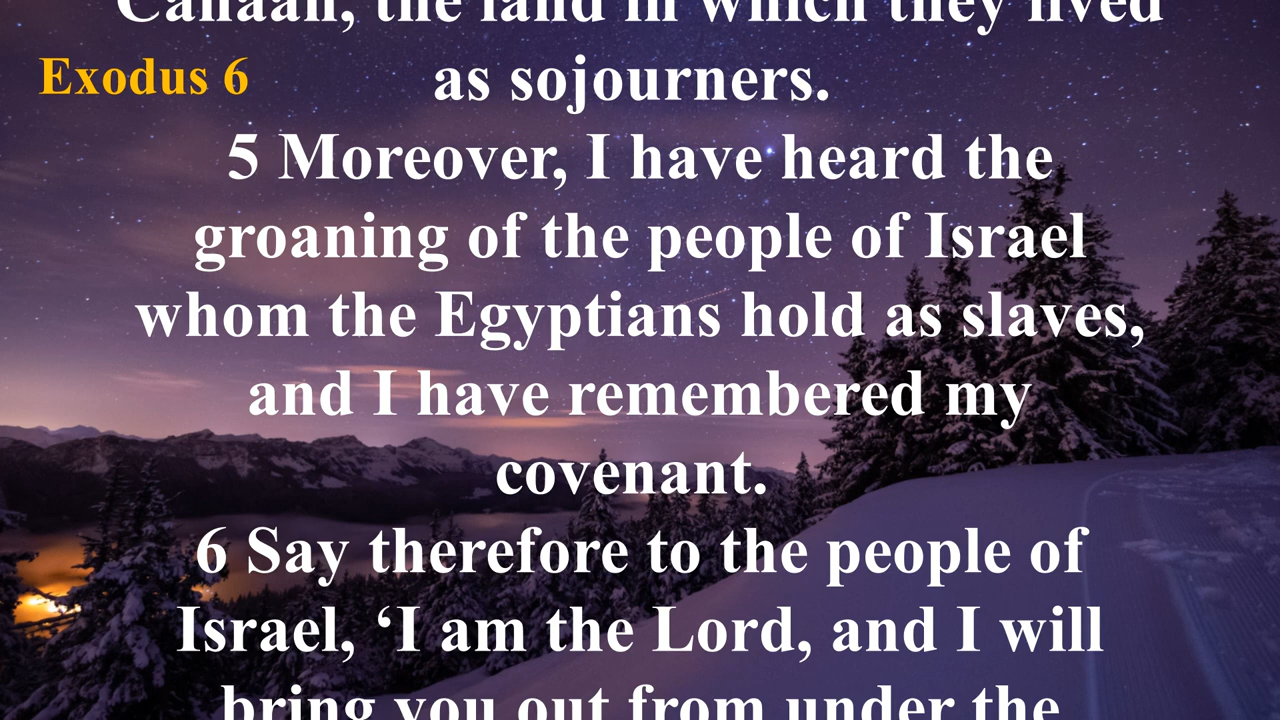 Canaan, the land in which they lived
Exodus 6
as sojourners.
5 Moreover, I have heard the
groaning of the people of Israel
whom the Egyptians hold as slaves,
and I have remembered my
covenant.
6 Say therefore to the people of
Israel, ‘I am the Lord, and I will
bring you out from under the